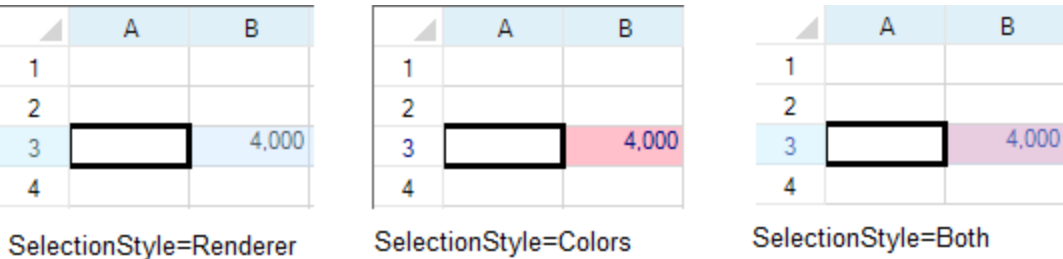 A B
1
2
3 4,000
4
SelectionStyle=Renderer
A B
1
2
3 4,000
4
SelectionStyle=Colors
A B
1
2
3 4,000
4
SelectionStyle=Both